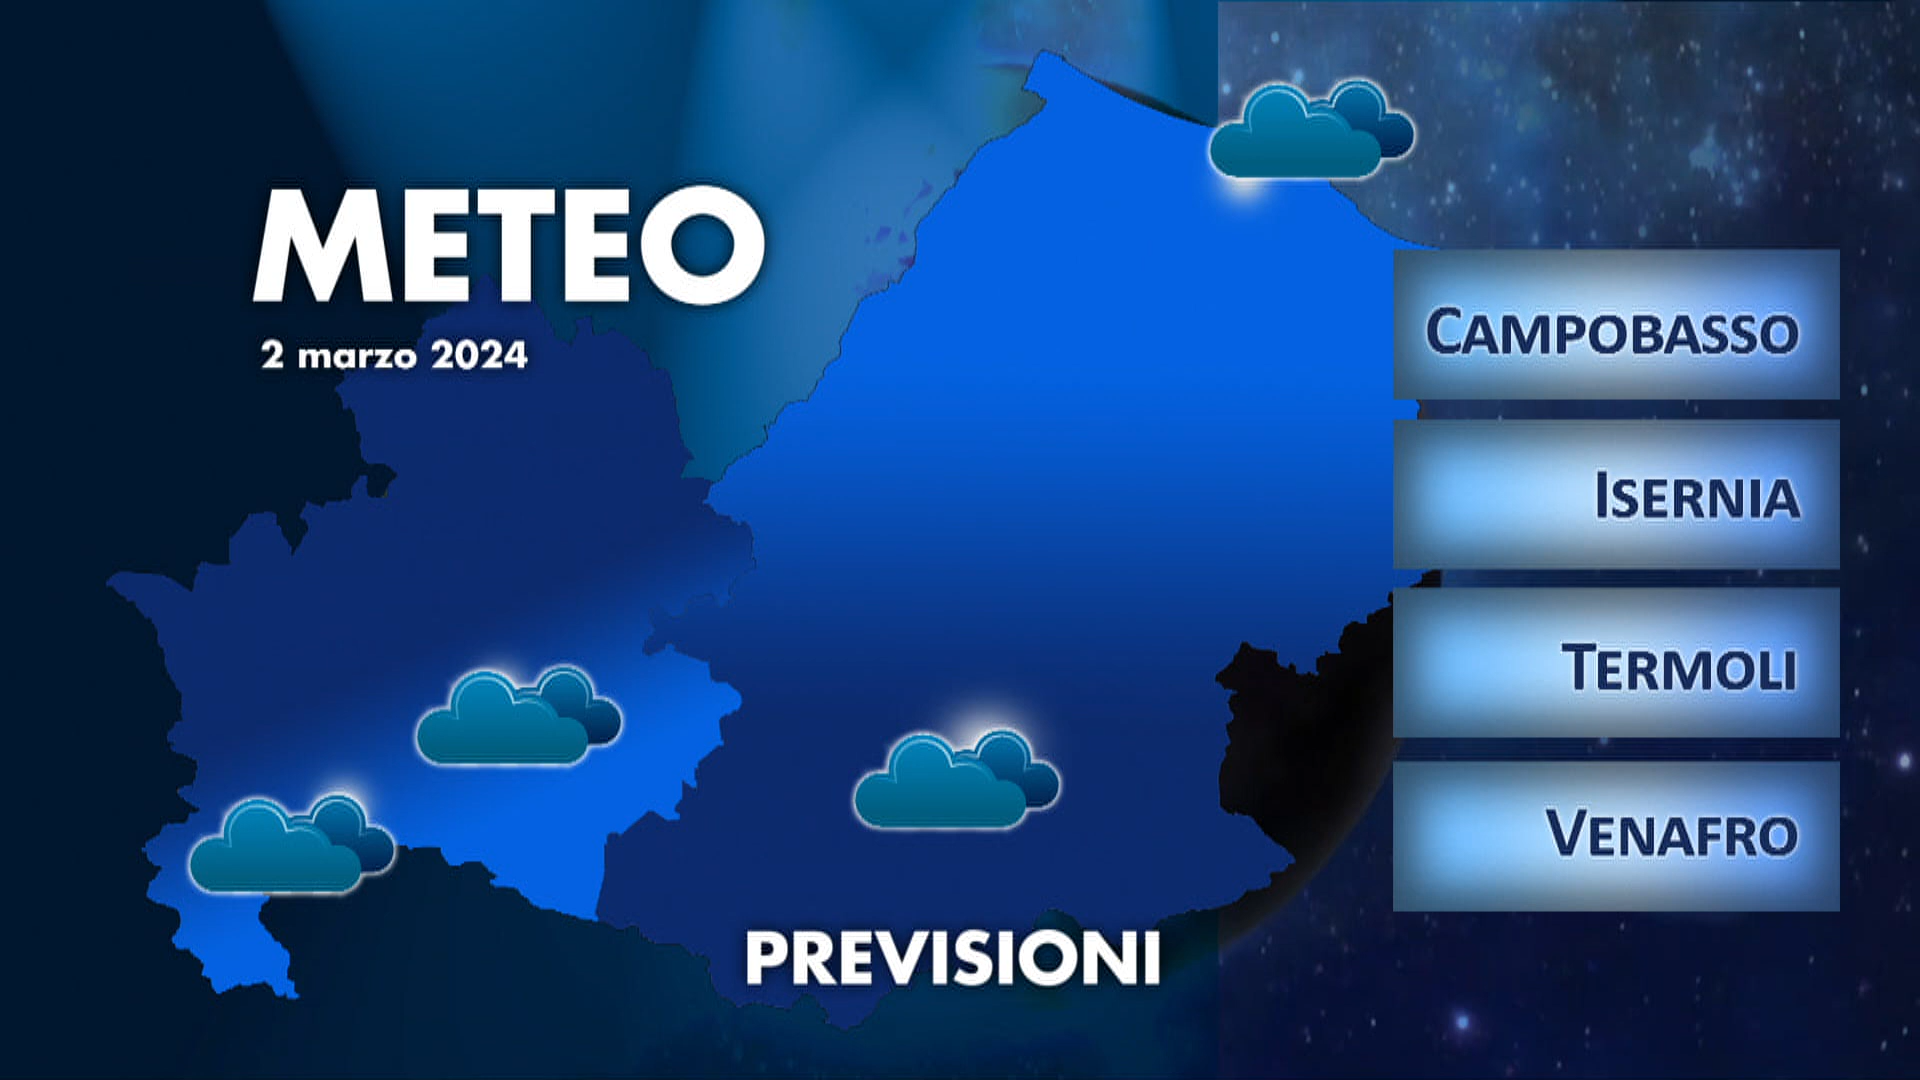 METEO
2 marzo 2024
CAMPOBASSO
ISERNIA
TERMOLI
VENAFRO
PREVISIONI